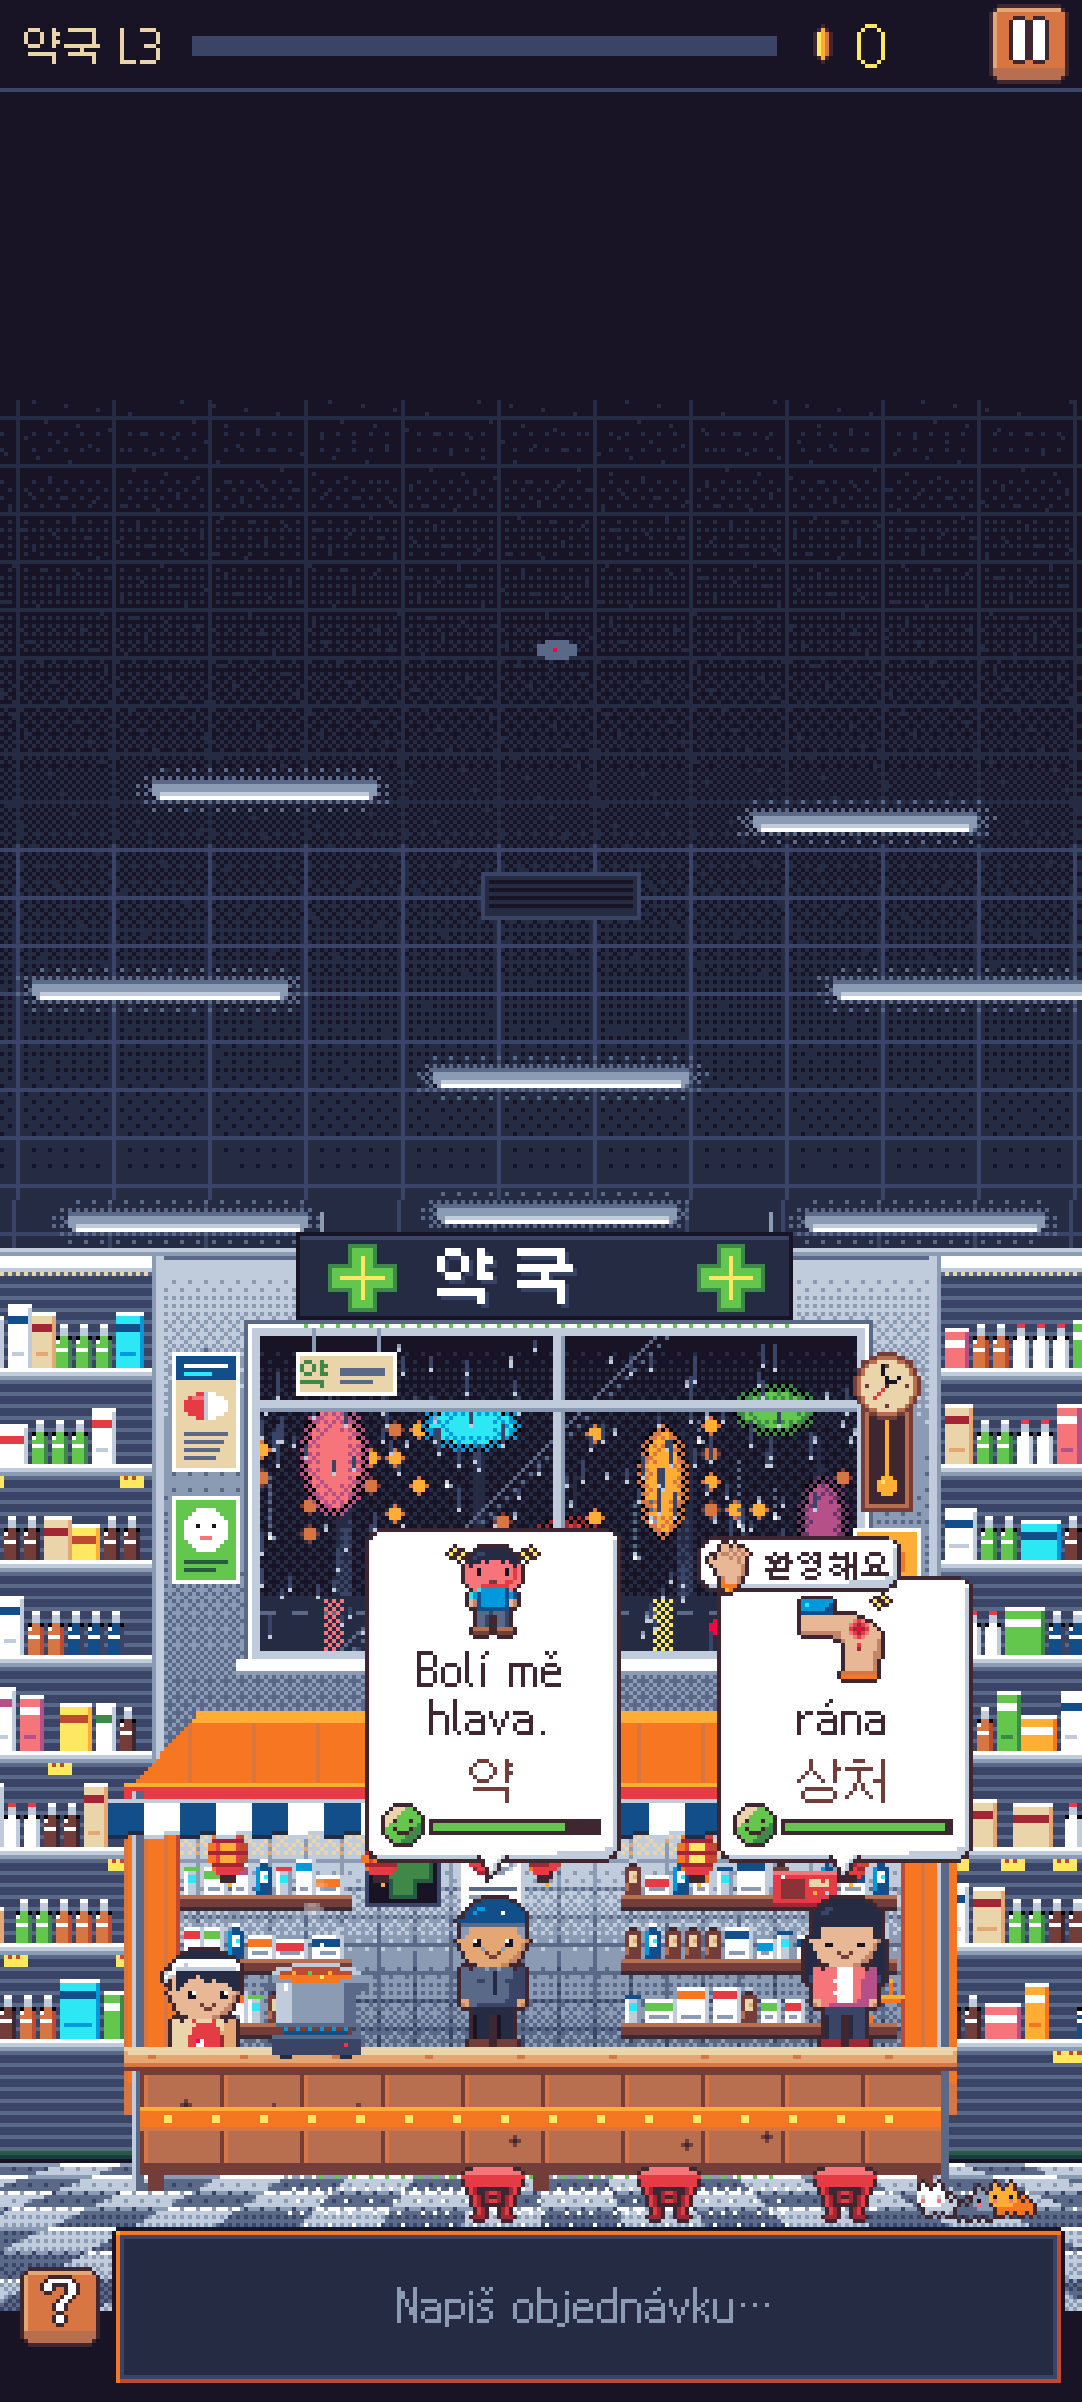 약국 L3
0
약국
약
환영해요
Bolí mě
hlava.
약
rána
상처
?
Napiš objednávku...